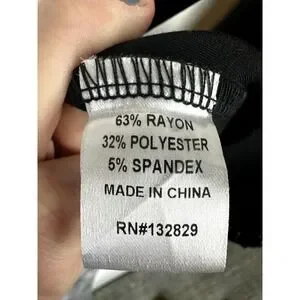 63% RAYON
32% POLYESTER
5% SPANDEX
MADE IN CHINA
RN#132829